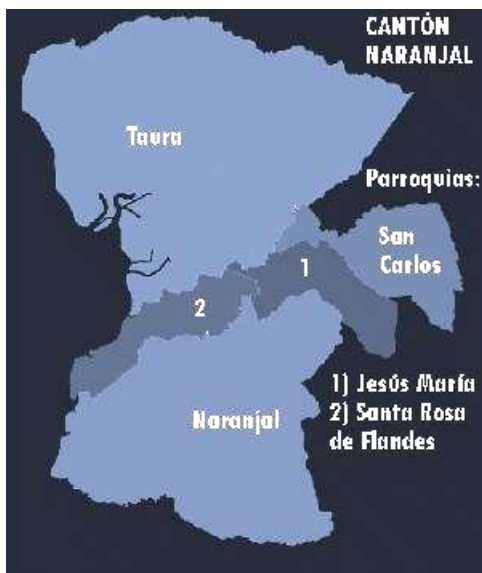 CANTÓN
NARANJAL
Taura
Parroquias:
San
Carlos
1
2
1) Jesús María
2) Santa Rosa
de Flandes
Naranjal